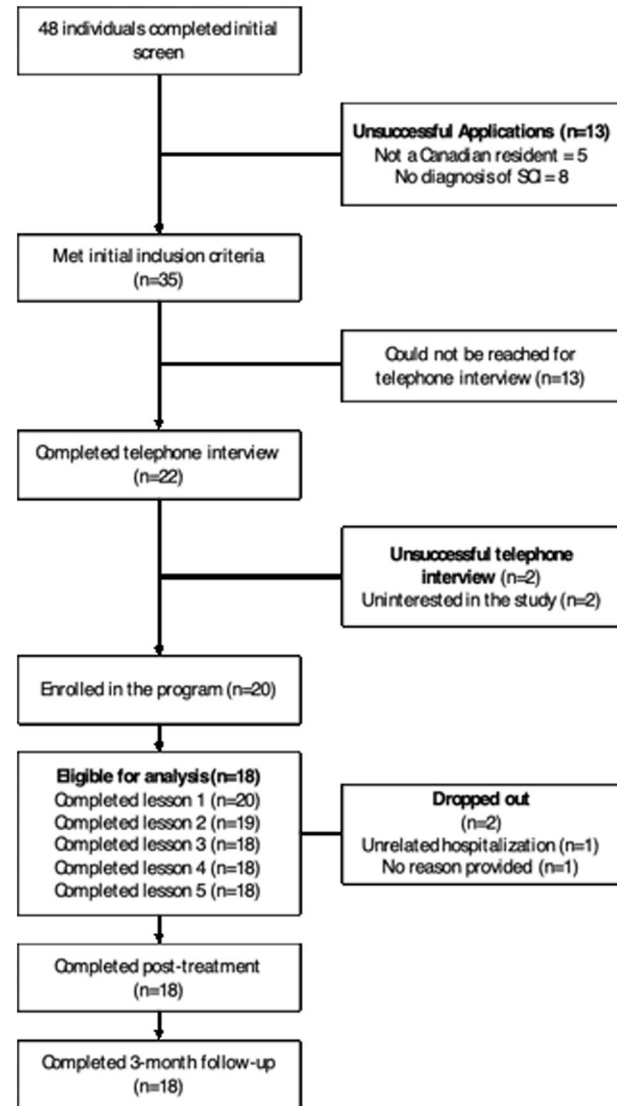 48 individuals completed initial
screen
Unsuccessful Applications (n=13)
Not a Canadian resident = 5
No diagnosis of SCI = 8
Met initial inclusion criteria
(n=35)
Could not be reached for
telephone interview (n=13)
Completed telephone interview
(n=22)
Unsuccessful telephone
interview (n=2)
Uninterested in the study (n=2)
Enrolled in the program (n=20)
Eligible for analysis (n=18)
Completed lesson 1 (n=20)
Completed lesson 2 (n=19)
Completed lesson 3 (n=18)
Completed lesson 4 (n=18)
Completed lesson 5 (n=18)
Dropped out
(n=2)
Unrelated hospitalization (n=1)
No reason provided (n=1)
Completed post-treatment
(n=18)
Completed 3-month follow-up
(n=18)